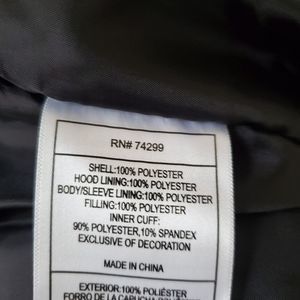 RN# 74299
SHELL:100% POLYESTER
HOOD LINING:100% POLYESTER
BODY/SLEEVE LINING:100% POLYESTER
FILLING:100% POLYESTER
INNER CUFF:
90% POLYESTER,10% SPANDEX
EXCLUSIVE OF DECORATION
MADE IN CHINA
EXTERIOR:100% POLIÉSTER
FORRO DE LA CAPUCHA:100% POLIÉSTER